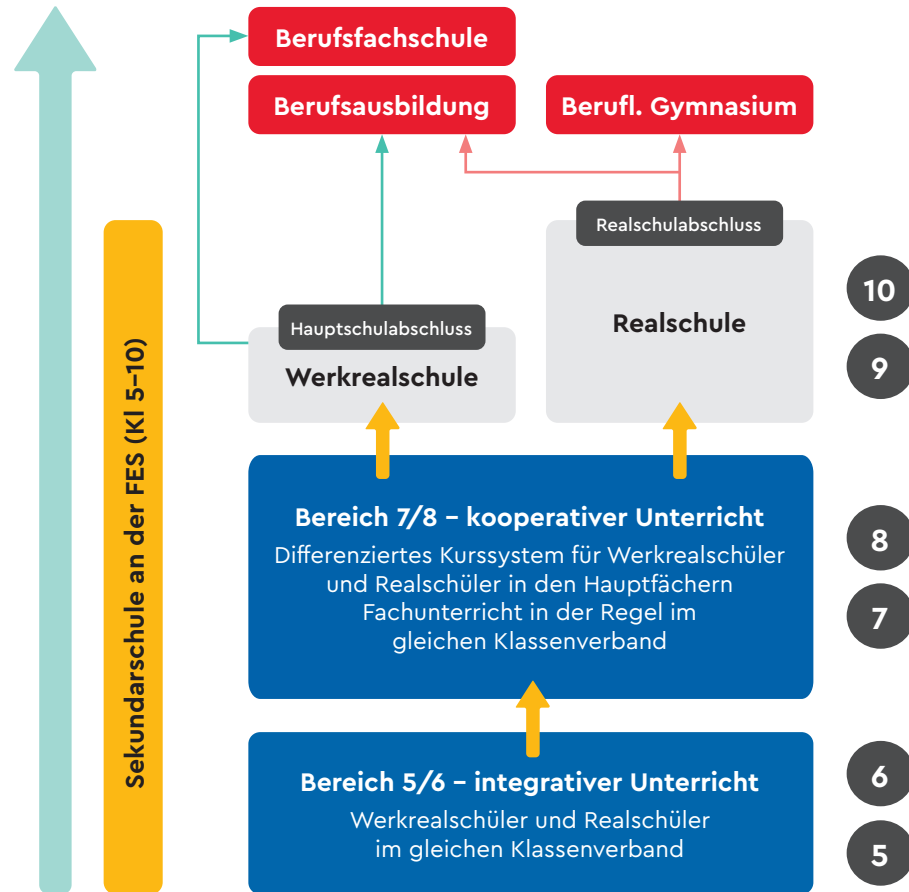 Berufsfachschule
Berufsausbildung
Berufl. Gymnasium
Realschulabschluss
Realschule
Hauptschulabschluss
Werkrealschule
10
9
Bereich 7/8 – kooperativer Unterricht
Differenziertes Kurssystem für Werkrealschüler
und Realschüler in den Hauptfächern
Fachunterricht in der Regel im
gleichen Klassenverband
8
7
Bereich 5/6 – integrativer Unterricht
Werkrealschüler und Realschüler
im gleichen Klassenverband
6
5
Sekundarschule an der FES (Kl 5–10)